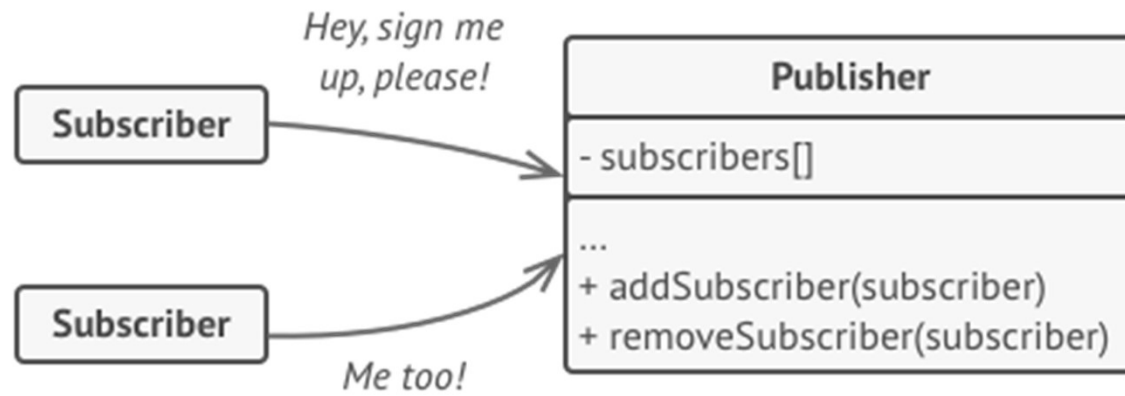 Hey, sign me
up, please!
Subscriber
Publisher
- subscribers[]
...
+ addSubscriber(subscriber)
+ removeSubscriber(subscriber)
Subscriber
Me too!